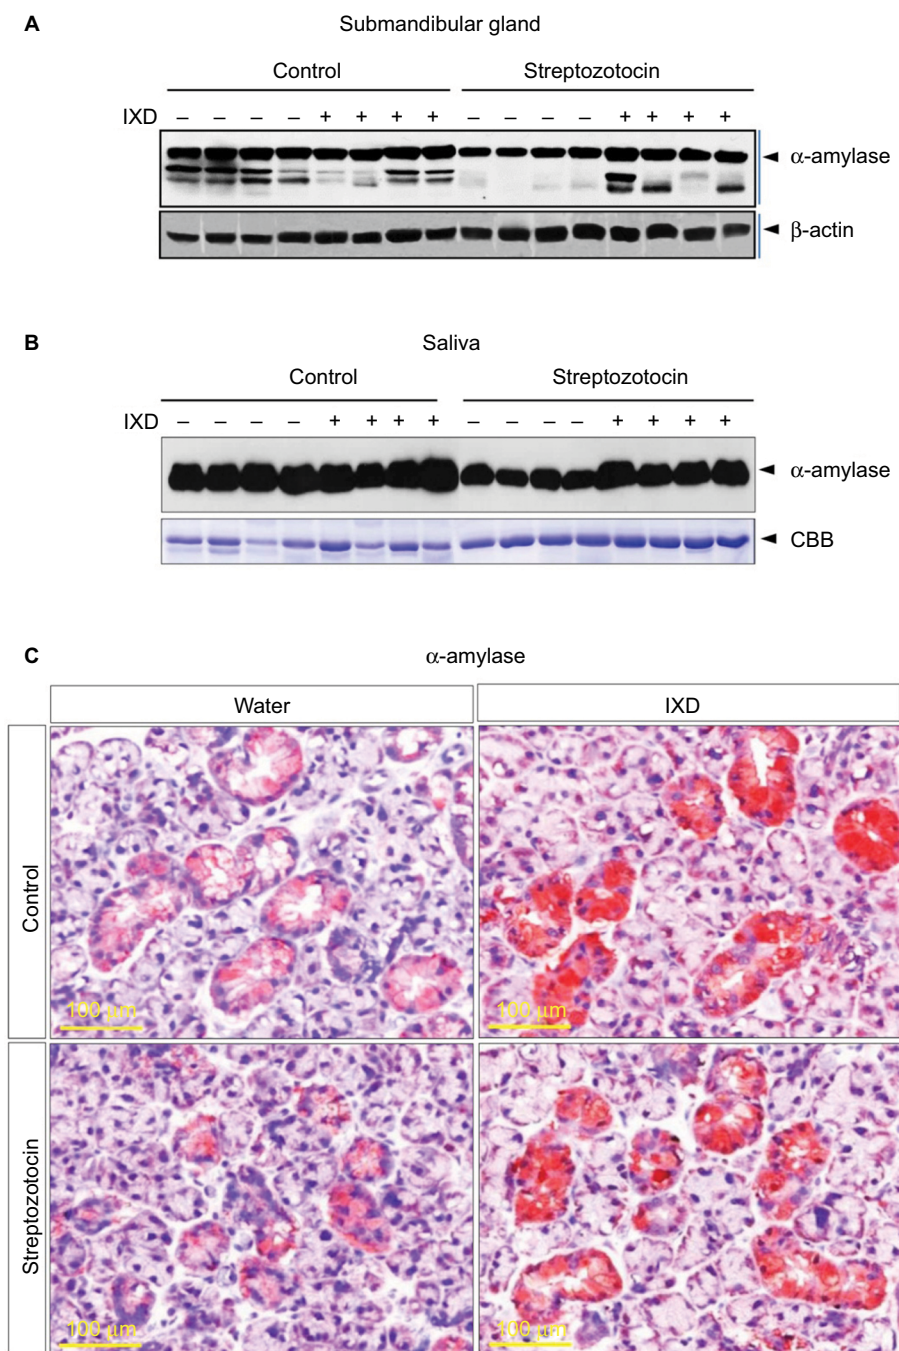 A
Submandibular gland
Control Streptozotocin
IXD – – – – + + + + – – – – + + + +
α-amylase
β-actin
B
Saliva
Control Streptozotocin
IXD – – – – + + + + – – – – + + + +
α-amylase
CBB
C
α-amylase
Water IXD
Control
100 μm 100 μm
Streptozotocin
100 μm 100 μm